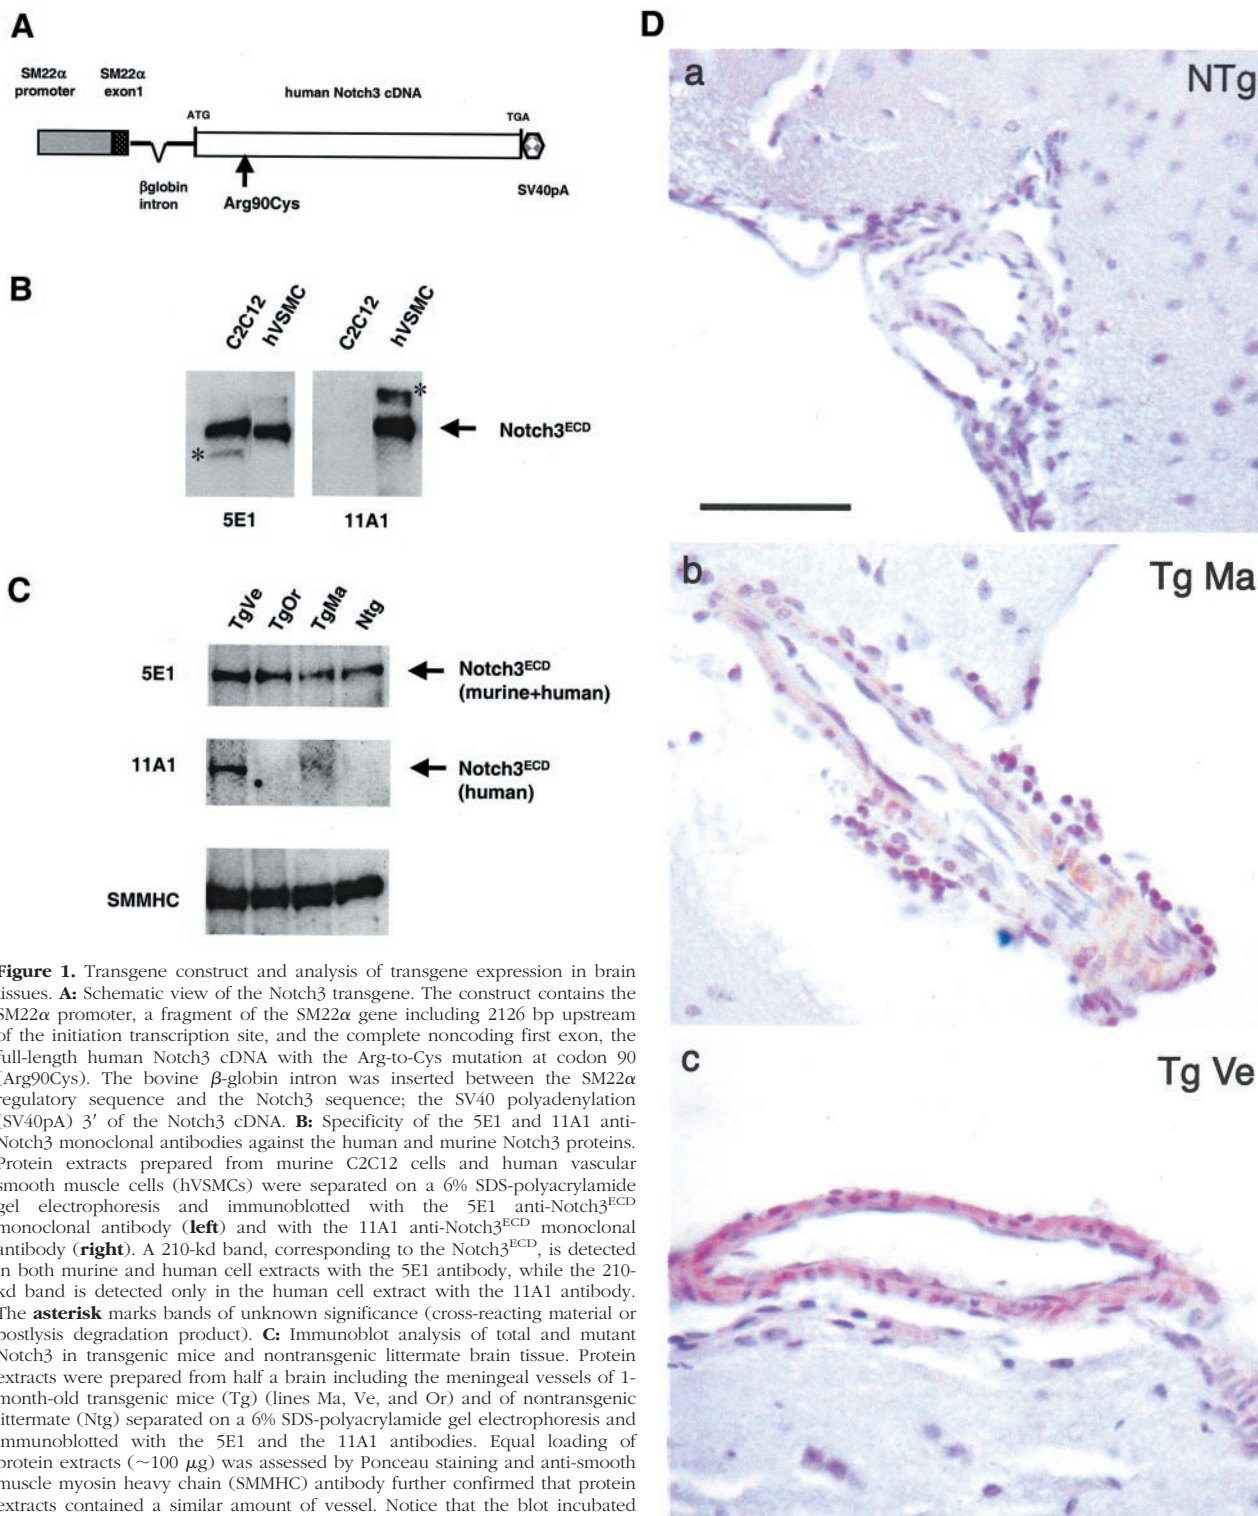 A
SM22α promoter
SM22α exon1
human Notch3 cDNA
ATG
TGA
βglobin intron
Arg90Cys
SV40pA
B
C2C12
hVSMC
C2C12
hVSMC
*
*
Notch3ECD
5E1
11A1
C
TgVe
TgOr
TgMa
Ntg
5E1
Notch3ECD
(murine+human)
11A1
Notch3ECD
(human)
SMMHC
D
a
NTg
b
Tg Ma
c
Tg Ve
Figure 1. Transgene construct and analysis of transgene expression in brain
tissues. A: Schematic view of the Notch3 transgene. The construct contains the
SM22α promoter, a fragment of the SM22α gene including 2126 bp upstream
of the initiation transcription site, and the complete noncoding first exon, the
full-length human Notch3 cDNA with the Arg-to-Cys mutation at codon 90
(Arg90Cys). The bovine β-globin intron was inserted between the SM22α
regulatory sequence and the Notch3 sequence; the SV40 polyadenylation
(SV40pA) 3′ of the Notch3 cDNA. B: Specificity of the 5E1 and 11A1 anti-
Notch3 monoclonal antibodies against the human and murine Notch3 proteins.
Protein extracts prepared from murine C2C12 cells and human vascular
smooth muscle cells (hVSMCs) were separated on a 6% SDS-polyacrylamide
gel electrophoresis and immunoblotted with the 5E1 anti-Notch3ECD
monoclonal antibody (left) and with the 11A1 anti-Notch3ECD monoclonal
antibody (right). A 210-kd band, corresponding to the Notch3ECD, is detected
in both murine and human cell extracts with the 5E1 antibody, while the 210-
kd band is detected only in the human cell extract with the 11A1 antibody.
The asterisk marks bands of unknown significance (cross-reacting material or
postlysis degradation product). C: Immunoblot analysis of total and mutant
Notch3 in transgenic mice and nontransgenic littermate brain tissue. Protein
extracts were prepared from half a brain including the meningeal vessels of 1-
month-old transgenic mice (Tg) (lines Ma, Ve, and Or) and of nontransgenic
littermate (Ntg) separated on a 6% SDS-polyacrylamide gel electrophoresis and
immunoblotted with the 5E1 and the 11A1 antibodies. Equal loading of
protein extracts (~100 μg) was assessed by Ponceau staining and anti-smooth
muscle myosin heavy chain (SMMHC) antibody further confirmed that protein
extracts contained a similar amount of vessel. Notice that the blot incubated